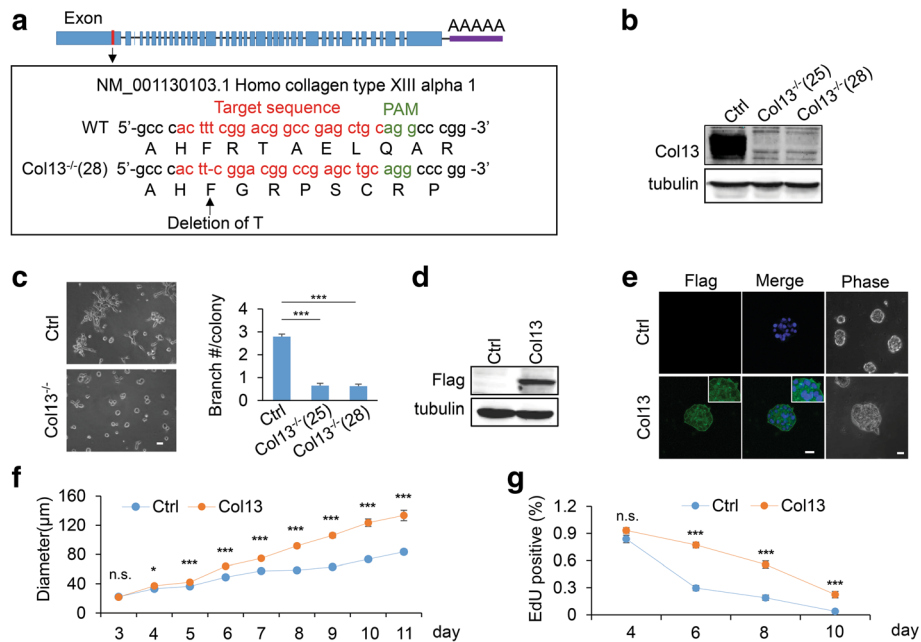 a
Exon
AAAAA
NM_001130103.1 Homo collagen type XIII alpha 1
Target sequence PAM
WT 5'-gcc cac ttt cgg acg gcc gag ctgc cagg ccc cgg -3'
A H F R T A E L Q A R
Col13-/-(28) 5'-gcc cac tt-c gga cgg ccg agc tgc agg ccc gg -3'
A H F G R P S C R P
Deletion of T
b
Ctrl
Col13-/-(25)
Col13-/-(28)
Col13
tubulin
c
Ctrl
Col13-/-
Branch #/colony
4
3
2
1
0
***
***
Ctrl
Col13-/-(25)
Col13-/-(28)
d
Ctrl
Col13
Flag
tubulin
e
Flag Merge Phase
Ctrl
Col13
f
Ctrl Col13
Diameter(µm)
160
120
80
40
0
n.s. * *** *** *** *** *** *** ***
3 4 5 6 7 8 9 10 11 day
g
Ctrl Col13
EdU positive (%)
1.2
0.9
0.6
0.3
0
n.s. *** *** ***
4 6 8 10 day